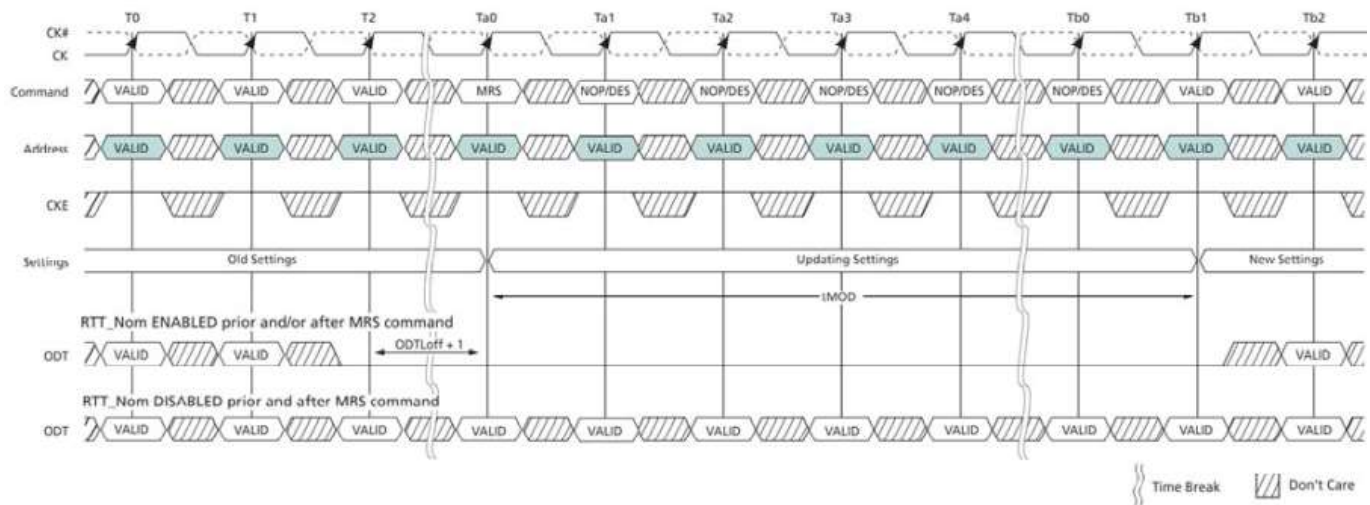 T0 T1 T2 Ta0 Ta1 Ta2 Ta3 Ta4 Tb0 Tb1 Tb2
CK#
CK
Command VALID VALID VALID MRS NOP/DES NOP/DES NOP/DES NOP/DES NOP/DES VALID VALID
Address VALID VALID VALID VALID VALID VALID VALID VALID VALID VALID VALID
CKE
Settings Old Settings Updating Settings New Settings
tMOD
RTT_Nom ENABLED prior and/or after MRS command
ODTLoff + 1
ODT VALID VALID VALID
RTT_Nom DISABLED prior and after MRS command
ODT VALID VALID VALID VALID VALID VALID VALID VALID VALID VALID VALID
Time Break Don't Care